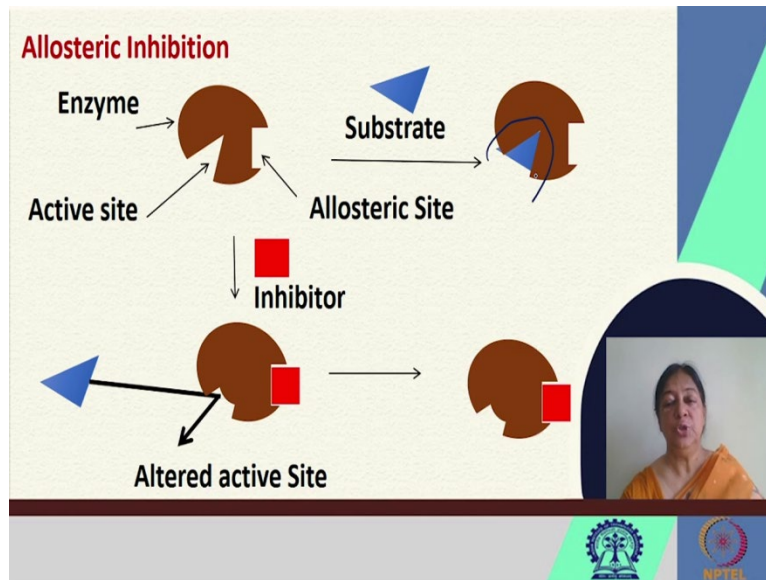 Allosteric Inhibition
Enzyme
Substrate
Active site
Allosteric Site
Inhibitor
Altered active Site
NPTEL